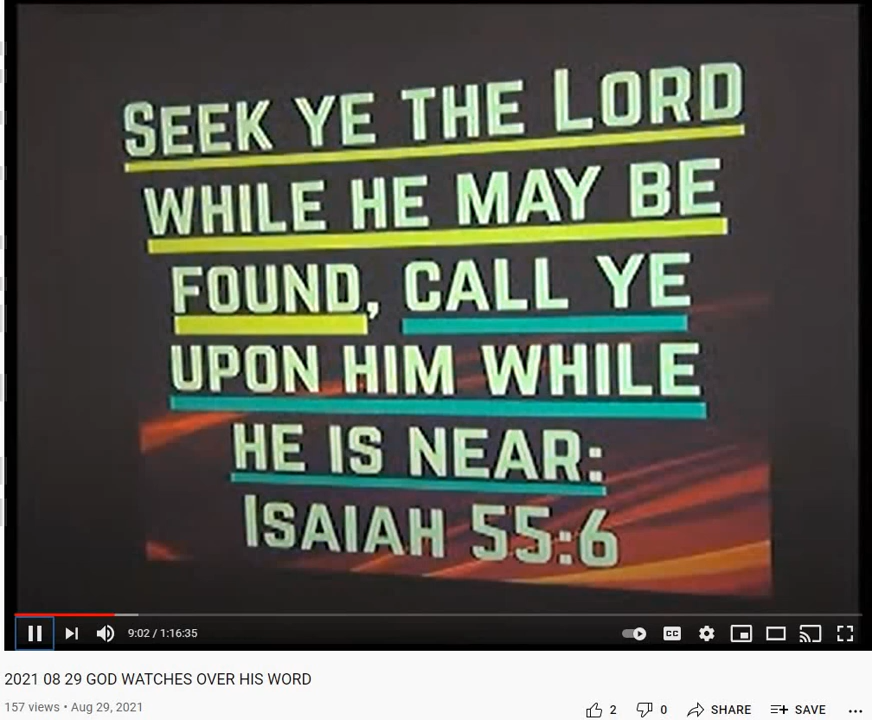 SEEK YE THE LORD
WHILE HE MAY BE
FOUND, CALL YE
UPON HIM WHILE
HE IS NEAR:
ISAIAH 55:6
9:02 / 1:16:35
CC
2021 08 29 GOD WATCHES OVER HIS WORD
157 views • Aug 29, 2021
2 0 SHARE SAVE